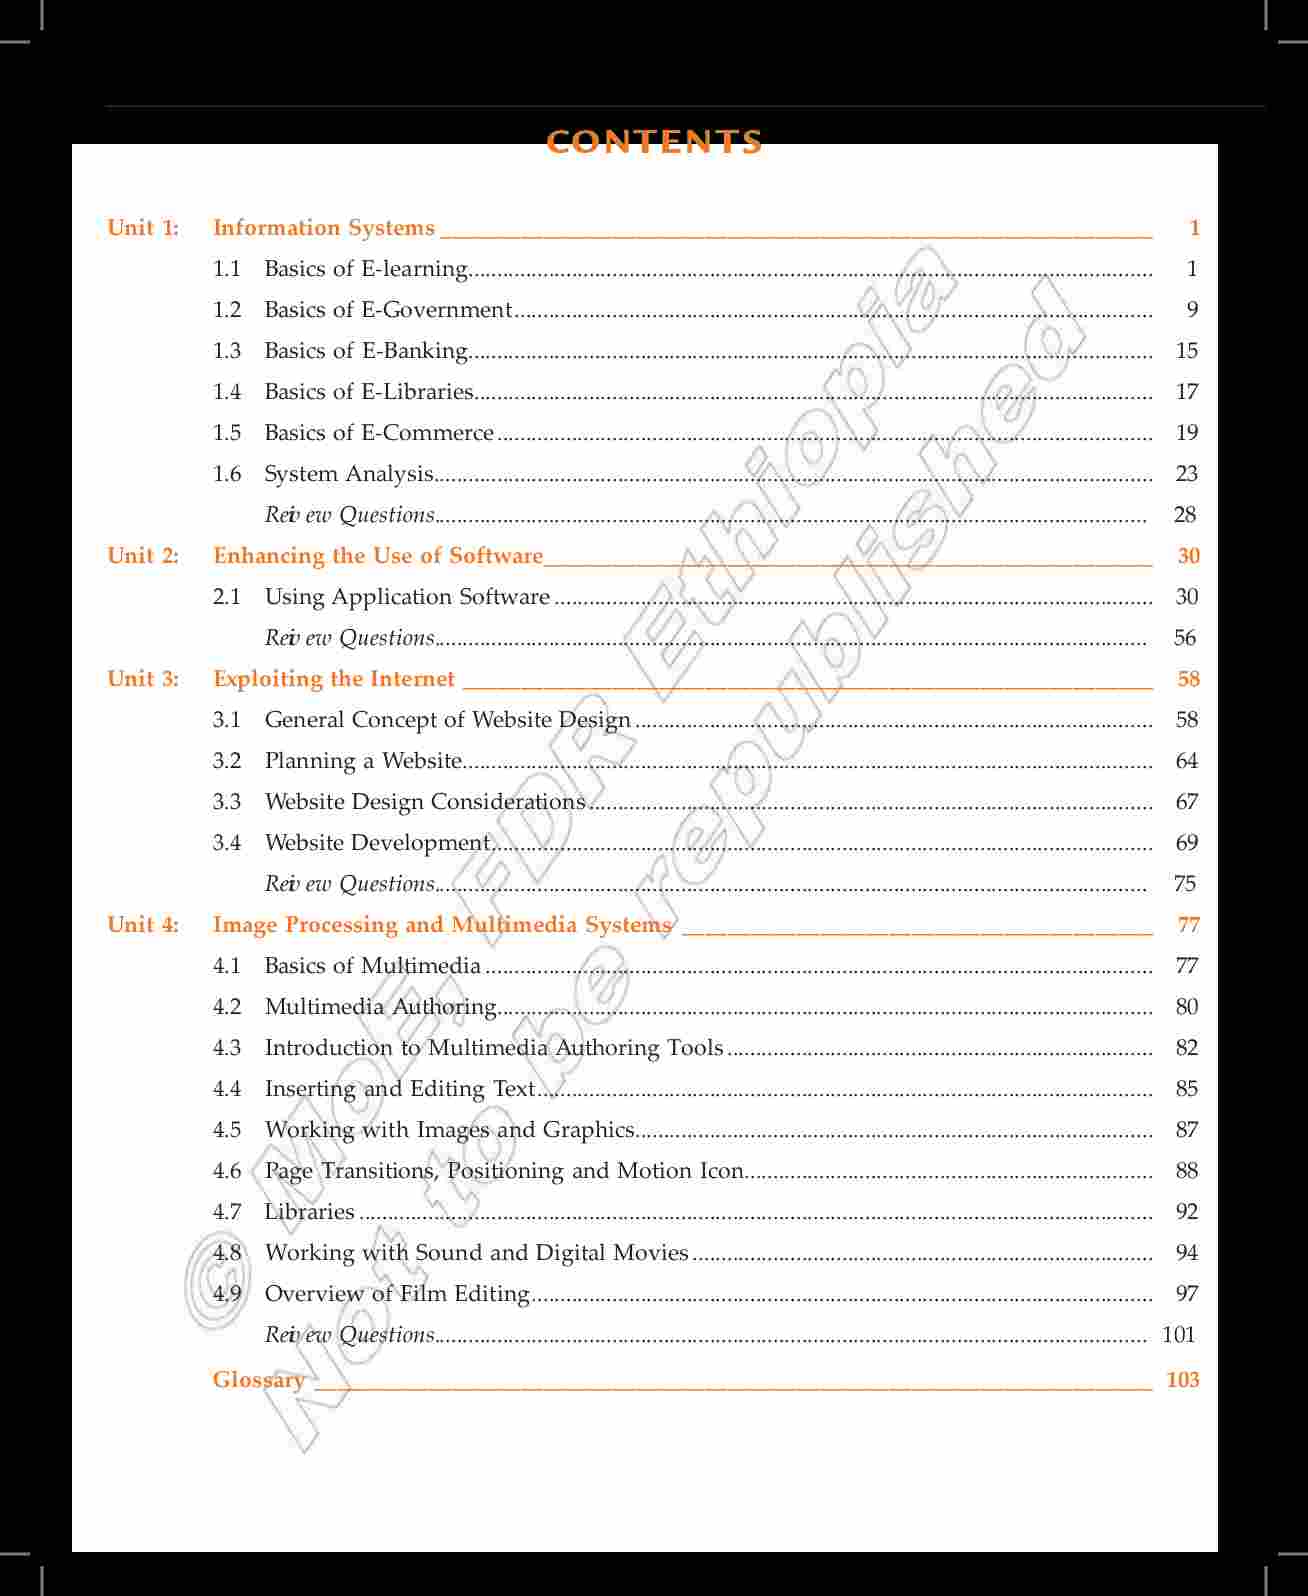 CONTENTS
Unit 1: Information Systems 1
1.1 Basics of E-learning 1
1.2 Basics of E-Government 9
1.3 Basics of E-Banking 15
1.4 Basics of E-Libraries 17
1.5 Basics of E-Commerce 19
1.6 System Analysis 23
Review Questions 28
Unit 2: Enhancing the Use of Software 30
2.1 Using Application Software 30
Review Questions 56
Unit 3: Exploiting the Internet 58
3.1 General Concept of Website Design 58
3.2 Planning a Website 64
3.3 Website Design Considerations 67
3.4 Website Development 69
Review Questions 75
Unit 4: Image Processing and Multimedia Systems 77
4.1 Basics of Multimedia 77
4.2 Multimedia Authoring 80
4.3 Introduction to Multimedia Authoring Tools 82
4.4 Inserting and Editing Text 85
4.5 Working with Images and Graphics 87
4.6 Page Transitions, Positioning and Motion Icon 88
4.7 Libraries 92
4.8 Working with Sound and Digital Movies 94
4.9 Overview of Film Editing 97
Review Questions 101
Glossary 103
© MoE, FDR Ethiopia
Not to be republished